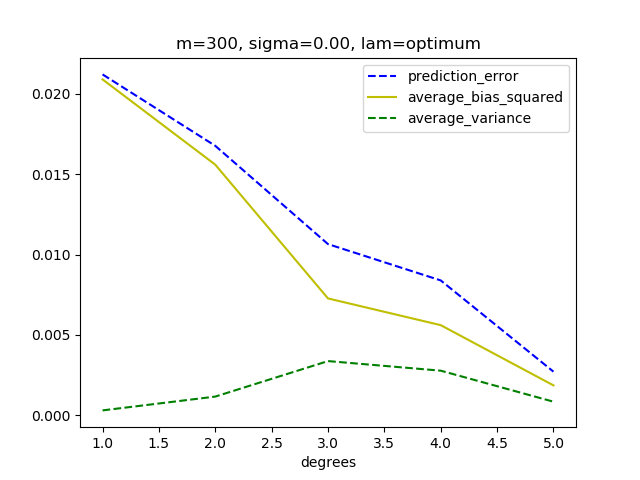 m=300, sigma=0.00, lam=optimum
prediction_error
average_bias_squared
average_variance
0.020
0.015
0.010
0.005
0.000
1.0 1.5 2.0 2.5 3.0 3.5 4.0 4.5 5.0
degrees